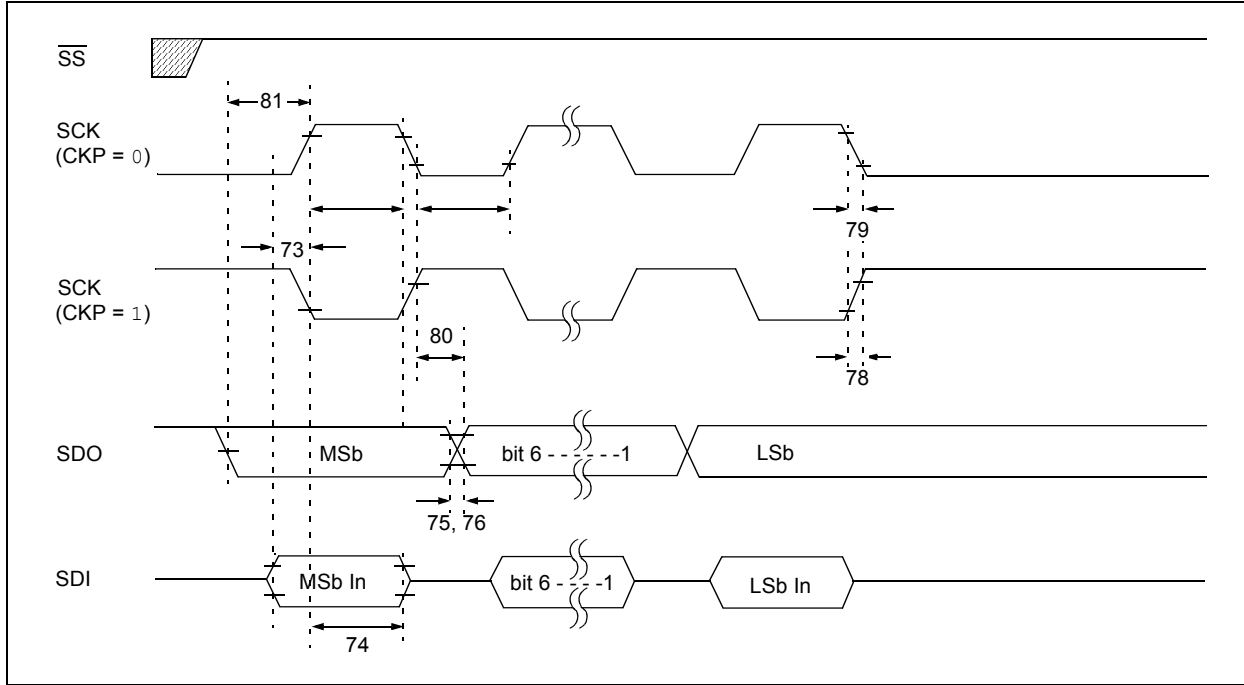 SS
81
SCK
(CKP = 0)
79
73
SCK
(CKP = 1)
80
78
SDO
MSb
bit 6 - - - - - -1
LSb
75, 76
SDI
MSb In
bit 6 - - - -1
LSb In
74